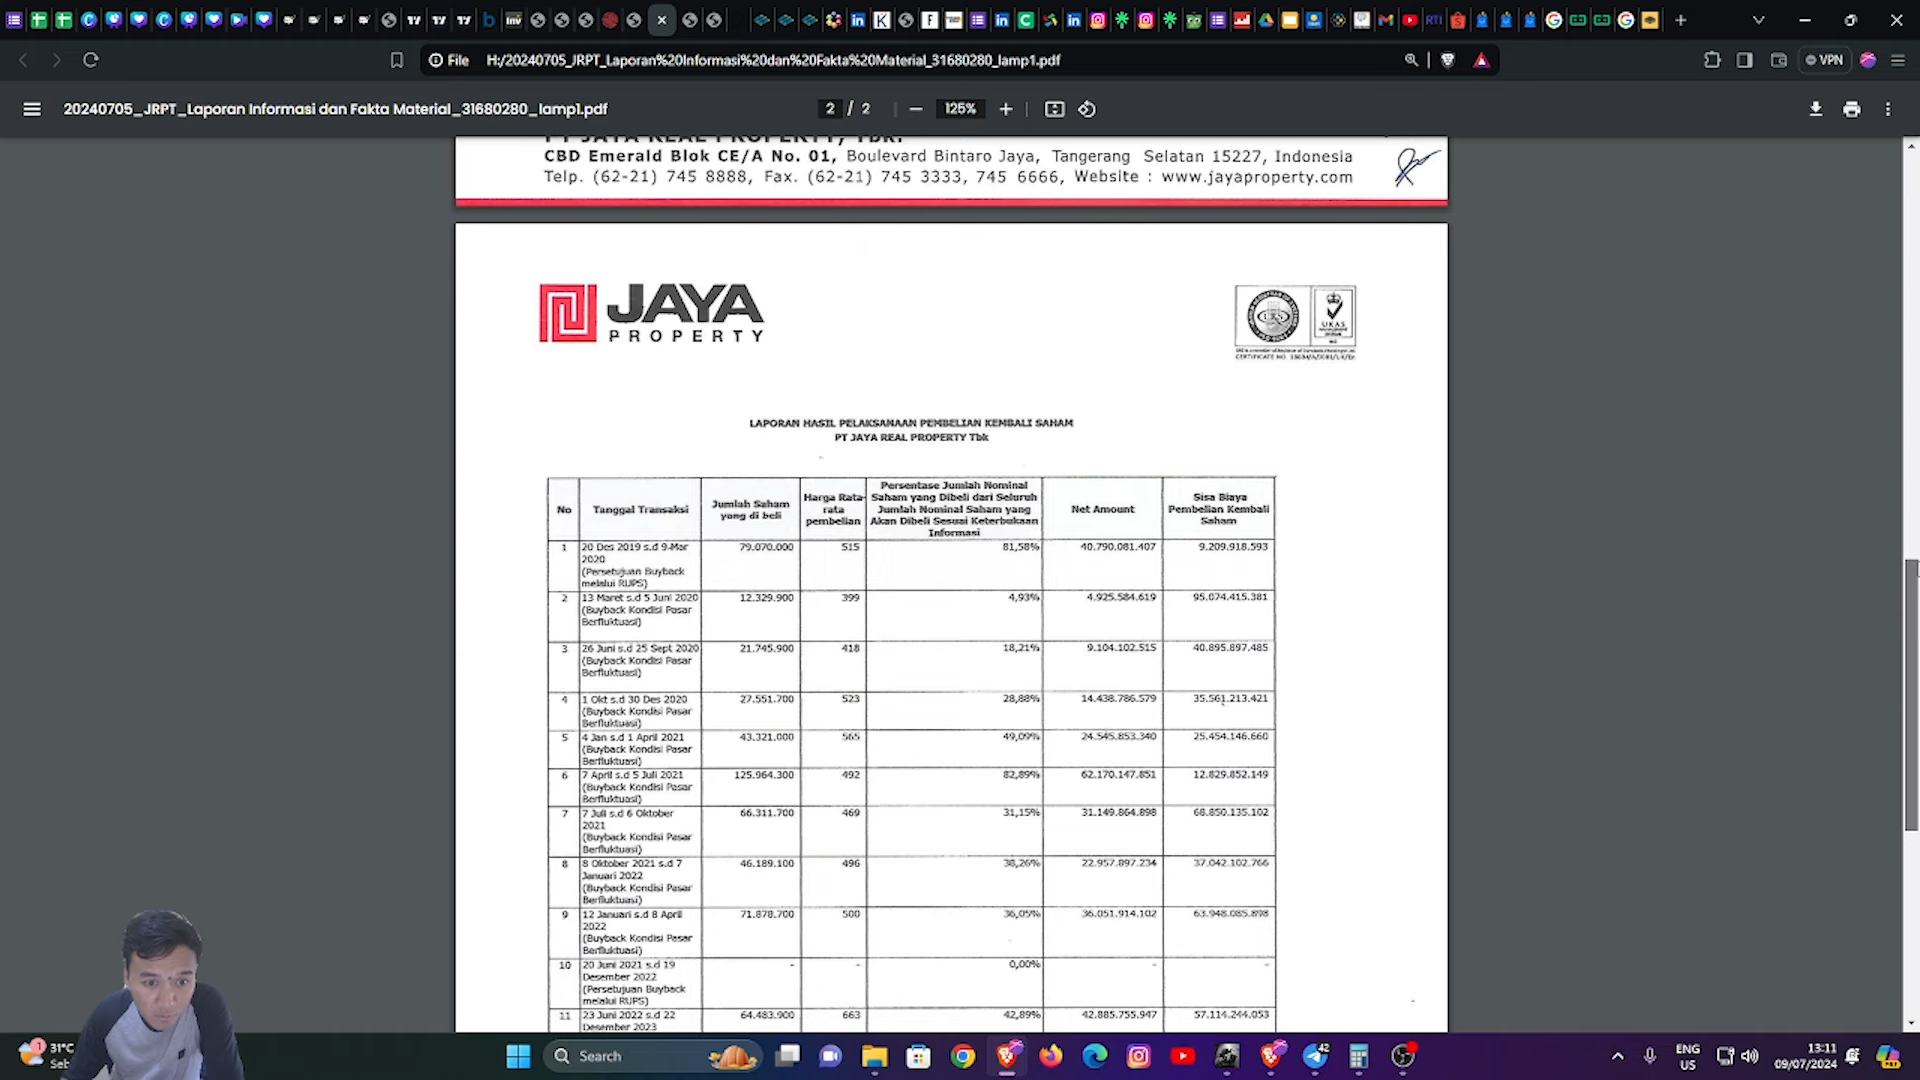 File H:/20240705_JRPT_Laporan%20Informasi%20dan%20Fakta%20Material_31680280_lamp1.pdf
VPN
20240705_JRPT_Laporan Informasi dan Fakta Material_31680280_lamp1.pdf
2 / 2
125%
PT JAYA REAL PROPERTY, Tbk.
CBD Emerald Blok CE/A No. 01, Boulevard Bintaro Jaya, Tangerang Selatan 15227, Indonesia
Telp. (62-21) 745 8888, Fax. (62-21) 745 3333, 745 6666, Website : www.jayaproperty.com
JAYA
PROPERTY
URS
UKAS
LAPORAN HASIL PELAKSANAAN PEMBELIAN KEMBALI SAHAM
PT JAYA REAL PROPERTY Tbk
No
Tanggal Transaksi
Jumlah Saham
yang di beli
Harga Rata-
rata
pembelian
Persentase Jumlah Nominal
Saham yang Dibeli dari Seluruh
Jumlah Nominal Saham yang
Akan Dibeli Sesuai Keterbukaan
Informasi
Net Amount
Sisa Biaya
Pembelian Kembali
Saham
1 20 Des 2019 s.d 9 Mar 79.070.000 515 81,58% 40.790.081.407 9.209.918.593
2020
(Persetujuan Buyback
melalui RUPS)
2 13 Maret s.d 5 Juni 2020 12.329.900 399 4,93% 4.925.584.619 95.074.415.381
(Buyback Kondisi Pasar
Berfluktuasi)
3 26 Juni s.d 25 Sept 2020 21.745.900 418 18,21% 9.104.102.515 40.895.897.485
(Buyback Kondisi Pasar
Berfluktuasi)
4 1 Okt s.d 30 Des 2020 27.551.700 523 28,88% 14.438.786.579 35.561.213.421
(Buyback Kondisi Pasar
Berfluktuasi)
5 4 Jan s.d 1 April 2021 43.321.000 565 49,09% 24.545.853.340 25.454.146.660
(Buyback Kondisi Pasar
Berfluktuasi)
6 7 April s.d 5 Juli 2021 125.964.300 492 82,89% 62.170.147.851 12.829.852.149
(Buyback Kondisi Pasar
Berfluktuasi)
7 7 Juli s.d 6 Oktober 66.311.700 469 31,15% 31.149.864.898 68.850.135.102
2021
(Buyback Kondisi Pasar
Berfluktuasi)
8 8 Oktober 2021 s.d 7 46.189.100 496 38,26% 22.957.897.234 37.042.102.766
Januari 2022
(Buyback Kondisi Pasar
Berfluktuasi)
9 12 Januari s.d 8 April 71.878.700 500 36,05% 36.051.914.102 63.948.085.898
2022
(Buyback Kondisi Pasar
Berfluktuasi)
10 20 Juni 2021 s.d 19 - - 0,00% - -
Desember 2022
(Persetujuan Buyback
melalui RUPS)
11 23 Juni 2022 s.d 22 64.483.900 663 42,89% 42.885.755.947 57.114.244.053
Desember 2023
31°C
Search
ENG
US
13:11
09/07/2024